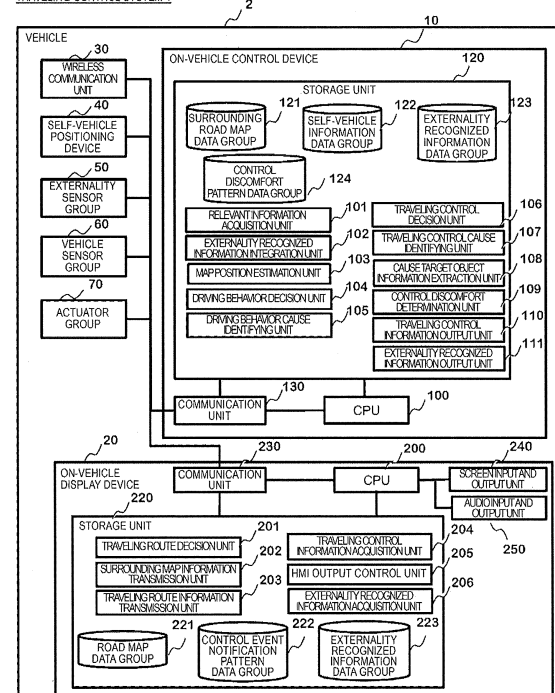 2
VEHICLE
10
ON-VEHICLE CONTROL DEVICE
30
WIRELESS
COMMUNICATION
UNIT
40
SELF-VEHICLE
POSITIONING
DEVICE
50
EXTERNALITY
SENSOR
GROUP
60
VEHICLE
SENSOR
GROUP
70
ACTUATOR
GROUP
120
STORAGE UNIT
121
SURROUNDING
ROAD MAP
DATA GROUP
122
SELF-VEHICLE
INFORMATION
DATA GROUP
123
EXTERNALITY
RECOGNIZED
INFORMATION
DATA GROUP
CONTROL
DISCOMFORT
PATTERN DATA GROUP
124
RELEVANT INFORMATION
ACQUISITION UNIT
101
EXTERNALITY RECOGNIZED
INFORMATION INTEGRATION UNIT
102
MAP POSITION ESTIMATION UNIT
103
DRIVING BEHAVIOR DECISION UNIT
104
DRIVING BEHAVIOR CAUSE
IDENTIFYING UNIT
105
TRAVELING CONTROL
DECISION UNIT
106
TRAVELING CONTROL CAUSE
IDENTIFYING UNIT
107
CAUSE TARGET OBJECT
INFORMATION EXTRACTION UNIT
108
CONTROL DISCOMFORT
DETERMINATION UNIT
109
TRAVELING CONTROL
INFORMATION OUTPUT UNIT
110
EXTERNALITY RECOGNIZED
INFORMATION OUTPUT UNIT
111
130
COMMUNICATION
UNIT
CPU
100
20
ON-VEHICLE
DISPLAY DEVICE
230
COMMUNICATION
UNIT
200
CPU
240
SCREEN INPUT AND
OUTPUT UNIT
AUDIO INPUT AND
OUTPUT UNIT
250
220
STORAGE UNIT
201
TRAVELING ROUTE DECISION UNIT
202
SURROUNDING MAP INFORMATION
TRANSMISSION UNIT
203
TRAVELING ROUTE INFORMATION
TRANSMISSION UNIT
204
TRAVELING CONTROL
INFORMATION ACQUISITION UNIT
205
HMI OUTPUT CONTROL UNIT
206
EXTERNALITY RECOGNIZED
INFORMATION ACQUISITION UNIT
221
ROAD MAP
DATA GROUP
222
CONTROL EVENT
NOTIFICATION
PATTERN
DATA GROUP
223
EXTERNALITY
RECOGNIZED
INFORMATION
DATA GROUP